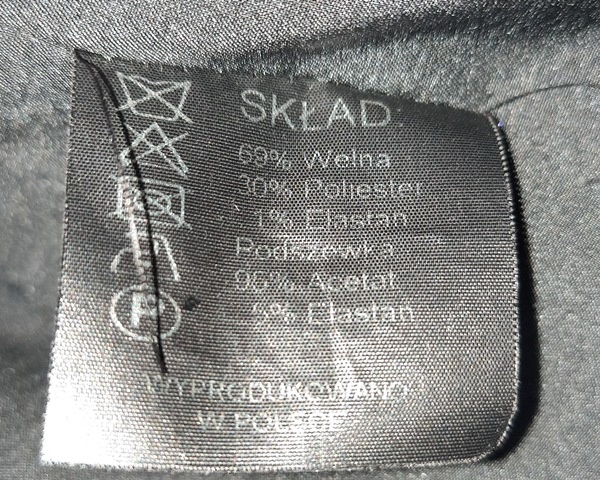 SKŁAD:
69% Wełna
30% Poliester
1% Elastan
Podszewka
95% Acetat
5% Elastan
WYPRODUKOWANO
W POLSCE
P